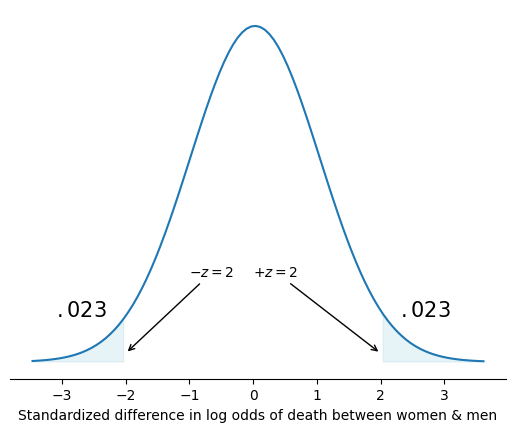 −z = 2 +z = 2
.023 .023
−3 −2 −1 0 1 2 3
Standardized difference in log odds of death between women & men